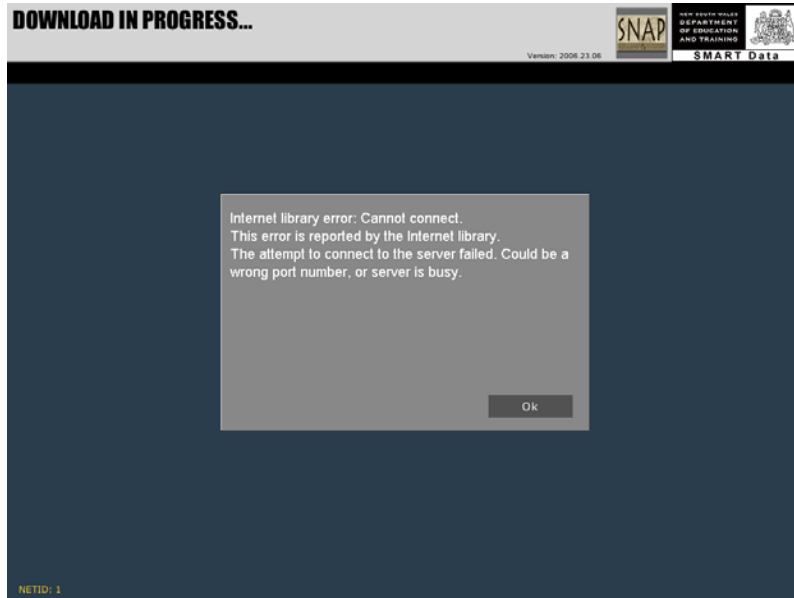 DOWNLOAD IN PROGRESS...
Version: 2006.23.06
SNAP
NEW SOUTH WALES
DEPARTMENT
OF EDUCATION
AND TRAINING
SMART Data
Internet library error: Cannot connect.
This error is reported by the Internet library.
The attempt to connect to the server failed. Could be a
wrong port number, or server is busy.
Ok
NETID: 1